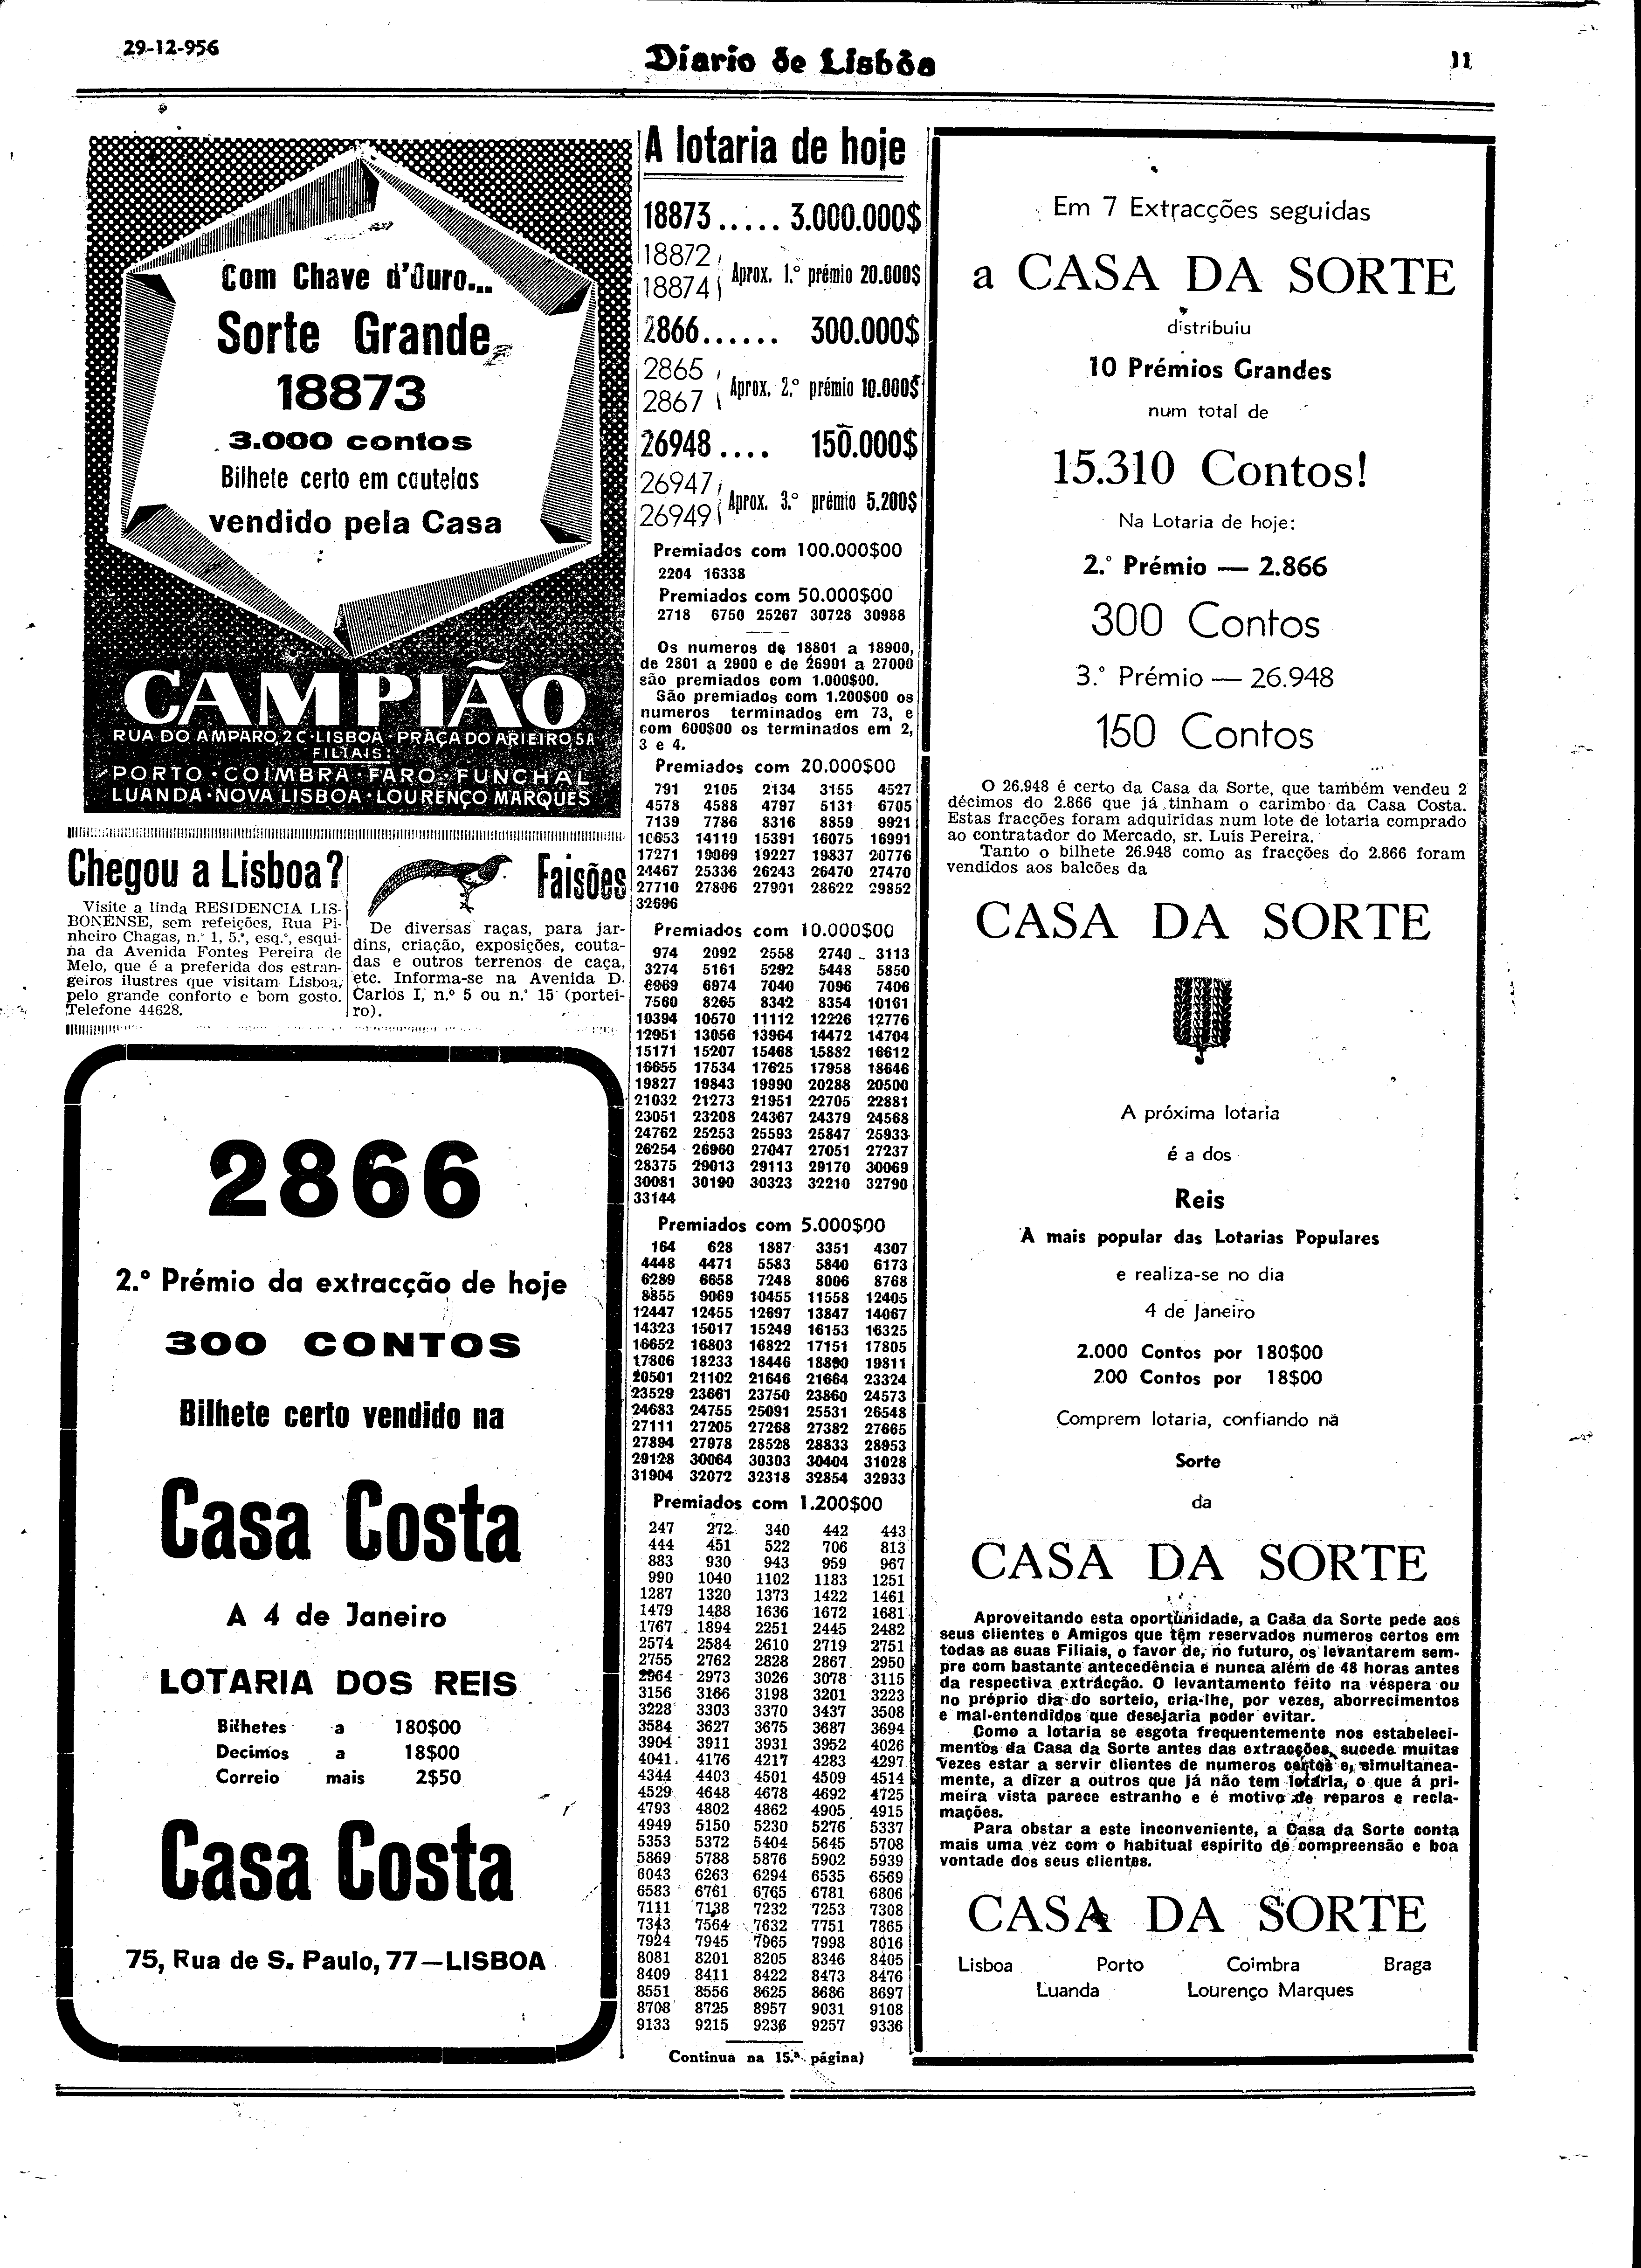 29-12-956
Diario de Lisbôa
11
Com Chave d'Ouro...
Sorte Grande
18873
3.000 contos
Bilhete certo em cautelas
vendido pela Casa
CAMPIÃO
RUA DO AMPARO, 2 C · LISBOA PRAÇA DO ARIEIRO, 5 A
FILIAIS:
PORTO · COIMBRA · FARO · FUNCHAL
LUANDA · NOVA LISBOA · LOURENÇO MARQUES
Chegou a Lisboa?
Visite a linda RESIDENCIA LIS-
BONENSE, sem refeições, Rua Pi-
nheiro Chagas, n.º 1, 5.º, esq.º, esqui-
na da Avenida Fontes Pereira de
Melo, que é a preferida dos estran-
geiros ilustres que visitam Lisboa,
pelo grande conforto e bom gosto.
Telefone 44628.
Faisões
De diversas raças, para jar-
dins, criação, exposições, couta-
das e outros terrenos de caça,
etc. Informa-se na Avenida D.
Carlos I, n.º 5 ou n.º 15 (portei-
ro).
2866
2.º Prémio da extracção de hoje
300 CONTOS
Bilhete certo vendido na
Casa Costa
A 4 de Janeiro
LOTARIA DOS REIS
Bilhetes a 180$00
Decimos a 18$00
Correio mais 2$50
Casa Costa
75, Rua de S. Paulo, 77—LISBOA
A lotaria de hoje
18873 ..... 3.000.000$
18872
18874 Aprox. 1.º prémio 20.000$
2866...... 300.000$
2865
2867 Aprox. 2.º prémio 10.000$
26948 .... 150.000$
26947
26949 Aprox. 3.º prémio 5.200$
Premiados com 100.000$00
2204 16338
Premiados com 50.000$00
2718 6750 25267 30728 30988
Os numeros de 18801 a 18900,
de 2801 a 2900 e de 26901 a 27000
são premiados com 1.000$00.
São premiados com 1.200$00 os
numeros terminados em 73, e
com 600$00 os terminados em 2,
3 e 4.
Premiados com 20.000$00
791 2105 2134 3155 4527
4578 4588 4797 5131 6705
7139 7786 8316 8859 9921
10653 14119 15391 16075 16991
17271 19069 19227 19837 20776
24467 25336 26243 26470 27470
27710 27806 27901 28622 29852
32696
Premiados com 10.000$00
974 2092 2558 2740 3113
3274 5161 5292 5448 5850
6969 6974 7040 7096 7406
7560 8265 8342 8354 10161
10394 10570 11112 12226 12776
12951 13056 13964 14472 14704
15171 15207 15468 15882 16612
16655 17534 17625 17958 18646
19827 19843 19990 20288 20500
21032 21273 21951 22705 22881
23051 23208 24367 24379 24568
24762 25253 25593 25847 25933
26254 26960 27047 27051 27237
28375 29013 29113 29170 30069
30081 30190 30323 32210 32790
33144
Premiados com 5.000$00
164 628 1887 3351 4307
4448 4471 5583 5840 6173
6289 6658 7248 8006 8768
8855 9069 10455 11558 12405
12447 12455 12697 13847 14067
14323 15017 15249 16153 16325
16652 16803 16822 17151 17805
17806 18233 18446 18890 19811
20501 21102 21646 21664 23324
23529 23661 23750 23860 24573
24683 24755 25091 25531 26548
27111 27205 27268 27382 27665
27894 27978 28528 28833 28953
29128 30064 30303 30404 31028
31904 32072 32318 32854 32933
Premiados com 1.200$00
247 272 340 442 443
444 451 522 706 813
883 930 943 959 967
990 1040 1102 1183 1251
1287 1320 1373 1422 1461
1479 1488 1636 1672 1681
1767 1894 2251 2445 2482
2574 2584 2610 2719 2751
2755 2762 2828 2867 2950
2964 2973 3026 3078 3115
3156 3166 3198 3201 3223
3228 3303 3370 3437 3508
3584 3627 3675 3687 3694
3904 3911 3931 3952 4026
4041 4176 4217 4283 4297
4344 4403 4501 4509 4514
4529 4648 4678 4692 4725
4793 4802 4862 4905 4915
4949 5150 5230 5276 5337
5353 5372 5404 5645 5708
5869 5788 5876 5902 5939
6043 6263 6294 6535 6569
6583 6761 6765 6781 6806
7111 7138 7232 7253 7308
7343 7564 7632 7751 7865
7924 7945 7965 7998 8016
8081 8201 8205 8346 8405
8409 8411 8422 8473 8476
8551 8556 8625 8686 8697
8708 8725 8957 9031 9108
9133 9215 9236 9257 9336
Continua na 15.ª página)
Em 7 Extracções seguidas
a CASA DA SORTE
distribuiu
10 Prémios Grandes
num total de
15.310 Contos!
Na Lotaria de hoje:
2.º Prémio — 2.866
300 Contos
3.º Prémio — 26.948
150 Contos
O 26.948 é certo da Casa da Sorte, que também vendeu 2
décimos do 2.866 que já tinham o carimbo da Casa Costa.
Estas fracções foram adquiridas num lote de lotaria comprado
ao contratador do Mercado, sr. Luís Pereira.
Tanto o bilhete 26.948 como as fracções do 2.866 foram
vendidos aos balcões da
CASA DA SORTE
A próxima lotaria
é a dos
Reis
A mais popular das Lotarias Populares
e realiza-se no dia
4 de Janeiro
2.000 Contos por 180$00
200 Contos por 18$00
Comprem lotaria, confiando na
Sorte
da
CASA DA SORTE
Aproveitando esta oportunidade, a Casa da Sorte pede aos
seus clientes e Amigos que têm reservados numeros certos em
todas as suas Filiais, o favor de, no futuro, os levantarem sem-
pre com bastante antecedência e nunca além de 48 horas antes
da respectiva extracção. O levantamento feito na véspera ou
no próprio dia do sorteio, cria-lhe, por vezes, aborrecimentos
e mal-entendidos que desejaria poder evitar.
Como a lotaria se esgota frequentemente nos estabeleci-
mentos da Casa da Sorte antes das extracções, sucede muitas
vezes estar a servir clientes de numeros certos e, simultânea-
mente, a dizer a outros que já não tem lotaria, o que á pri-
meira vista parece estranho e é motivo de reparos e recla-
mações.
Para obstar a este inconveniente, a Casa da Sorte conta
mais uma vez com o habitual espírito de compreensão e boa
vontade dos seus clientes.
CASA DA SORTE
Lisboa Porto Coimbra Braga
Luanda Lourenço Marques